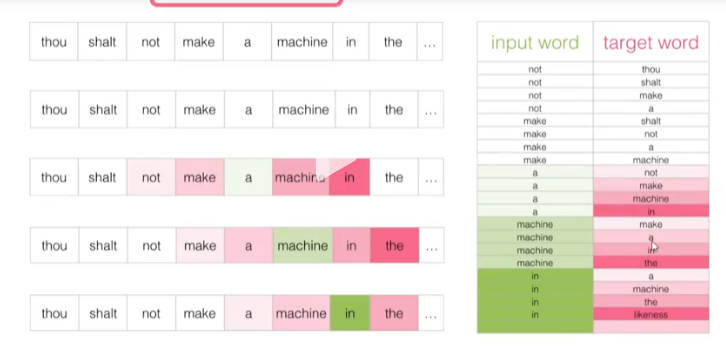 thou shalt not make a machine in the ...
thou shalt not make a machine in the ...
thou shalt not make a machine in the ...
thou shalt not make a machine in the ...
thou shalt not make a machine in the ...
input word target word
not thou
not shalt
not make
not a
make shalt
make not
make a
make machine
a not
a make
a machine
a in
machine make
machine a
machine
machine the
in a
in machine
in the
in likeness